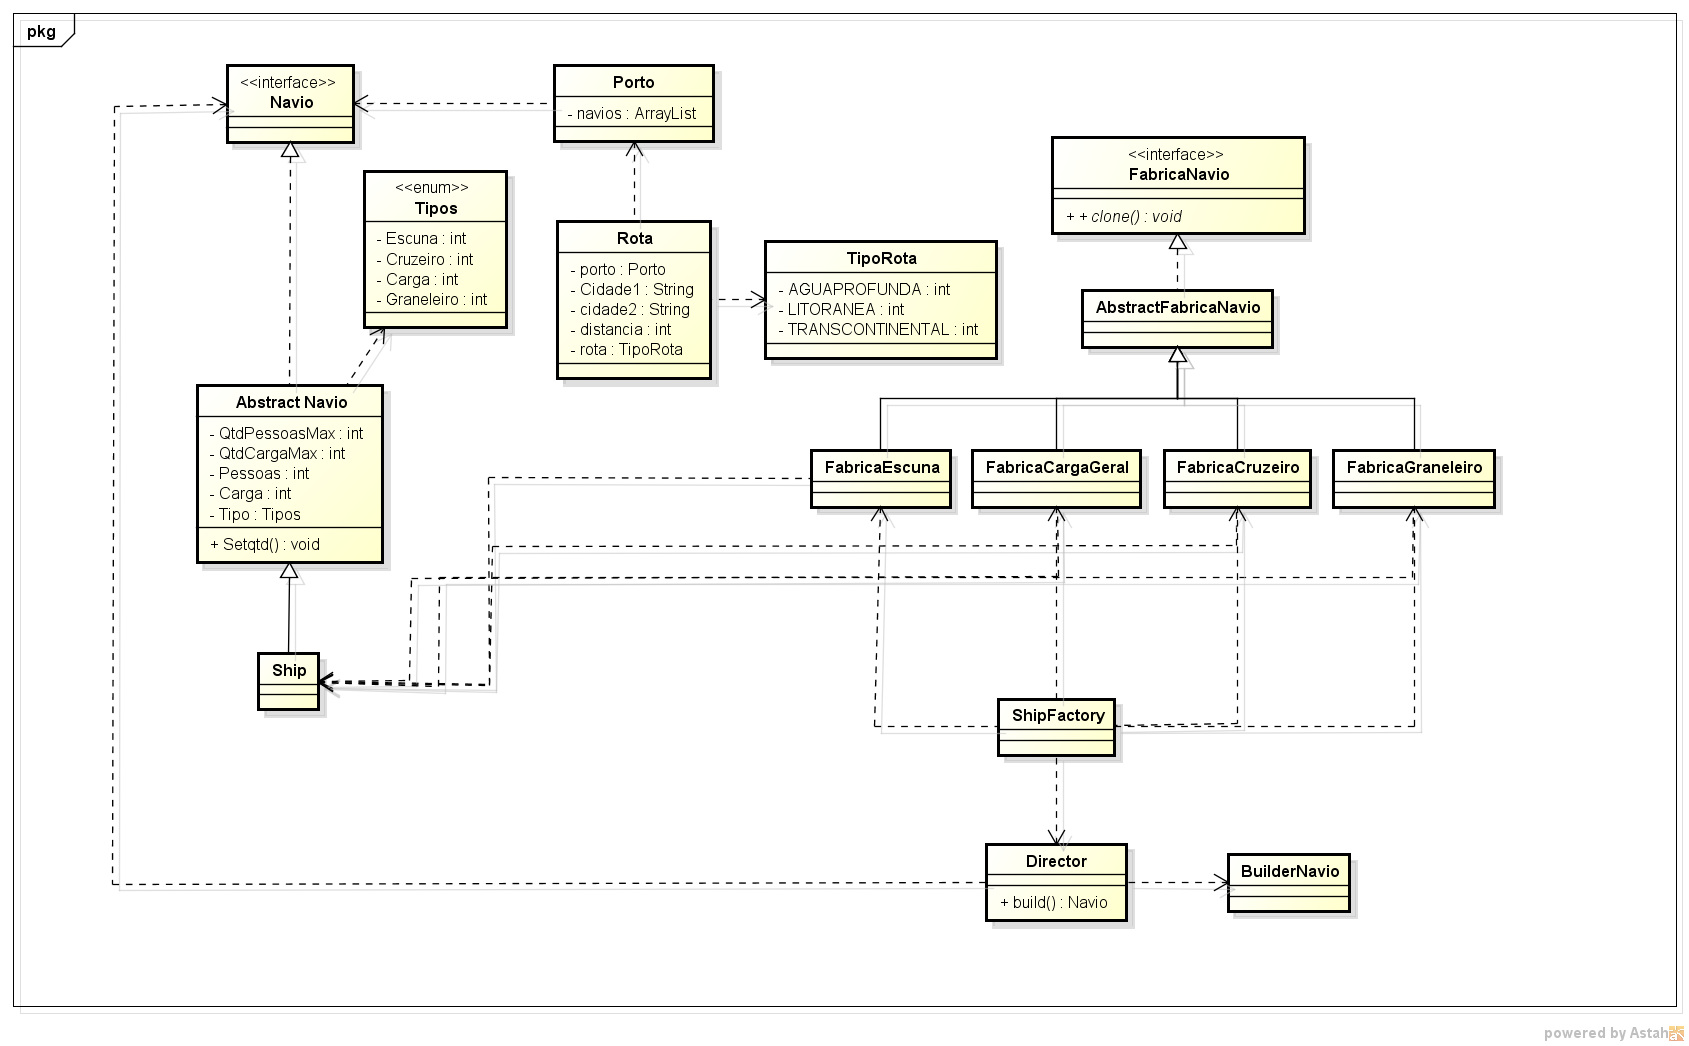 pkg
<<interface>>
Navio
Porto
- navios : ArrayList
<<enum>>
Tipos
- Escuna : int
- Cruzeiro : int
- Carga : int
- Graneleiro : int
Rota
- porto : Porto
- Cidade1 : String
- cidade2 : String
- distancia : int
- rota : TipoRota
TipoRota
- AGUAPROFUNDA : int
- LITORANEA : int
- TRANSCONTINENTAL : int
<<interface>>
FabricaNavio
+ + clone() : void
AbstractFabricaNavio
Abstract Navio
- QtdPessoasMax : int
- QtdCargaMax : int
- Pessoas : int
- Carga : int
- Tipo : Tipos
+ Setqtd() : void
FabricaEscuna
FabricaCargaGeral
FabricaCruzeiro
FabricaGraneleiro
Ship
ShipFactory
Director
+ build() : Navio
BuilderNavio
powered by Astah